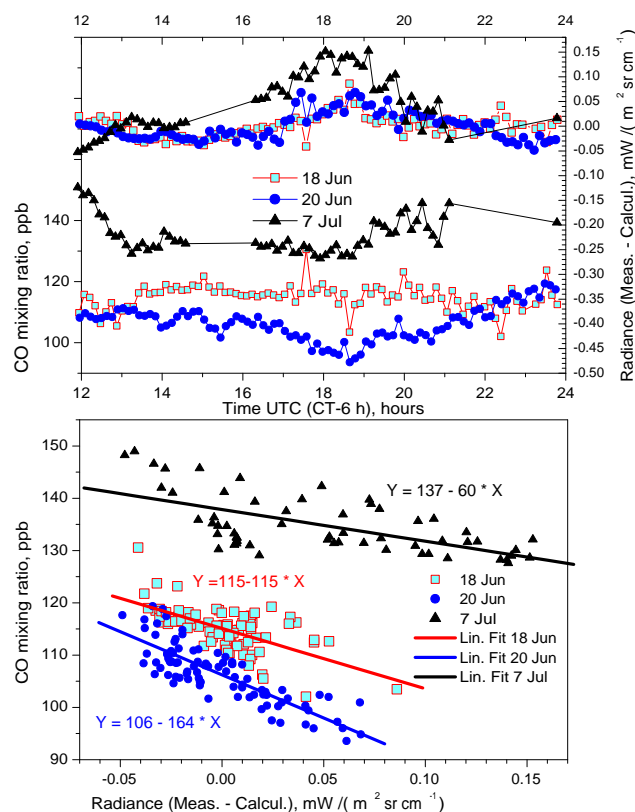 12 14 16 18 20 22 24
0.15
0.10
0.05
0.00
-0.05
-0.10
-0.15
-0.20
-0.25
-0.30
-0.35
-0.40
-0.45
-0.50
Radiance (Meas. - Calcul.), mW /( m 2 sr cm -1 )
18 Jun
20 Jun
7 Jul
140
120
100
CO mixing ratio, ppb
12 14 16 18 20 22 24
Time UTC (CT-6 h), hours
150
140
130
120
110
100
90
CO mixing ratio, ppb
Y = 137 - 60 * X
Y =115-115 * X
Y = 106 - 164 * X
18 Jun
20 Jun
7 Jul
Lin. Fit 18 Jun
Lin. Fit 20 Jun
Lin. Fit 7 Jul
-0.05 0.00 0.05 0.10 0.15
Radiance (Meas. - Calcul.), mW /( m 2 sr cm -1 )